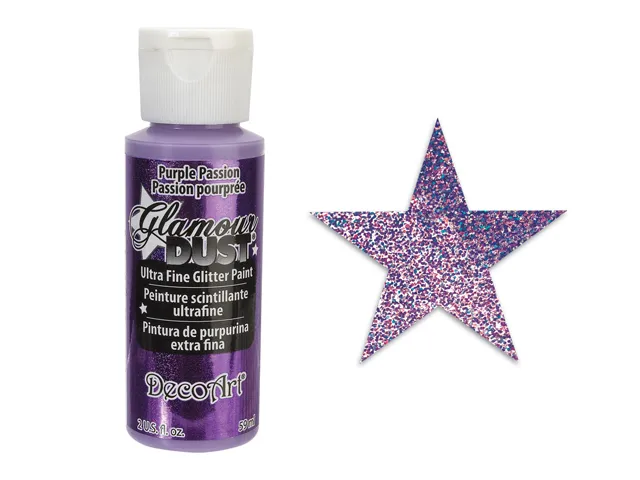 Purple Passion
Passion pourprée
Glamour
DUST
Ultra Fine Glitter Paint
Peinture scintillante
ultrafine
Pintura de purpurina
extra fina
DecoArt®
2 U.S. fl. oz.
59 ml